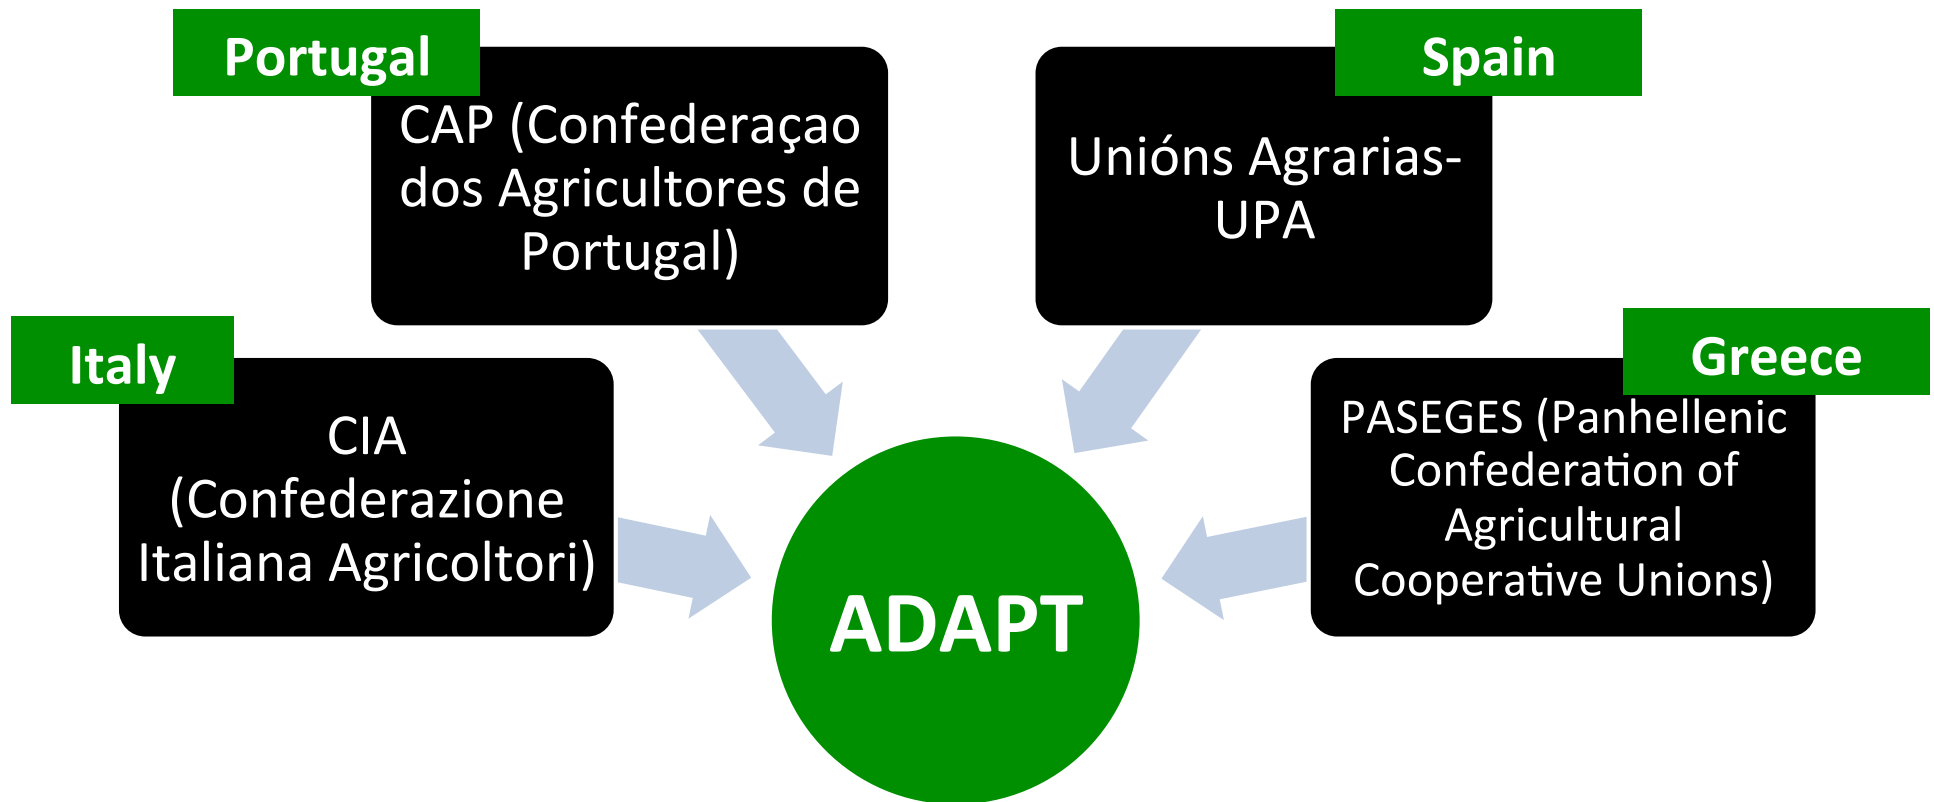 Portugal
CAP (Confederaçao
dos Agricultores de
Portugal)
Spain
Unións Agrarias-
UPA
Italy
CIA
(Confederazione
Italiana Agricoltori)
Greece
PASEGES (Panhellenic
Confederation of
Agricultural
Cooperative Unions)
ADAPT